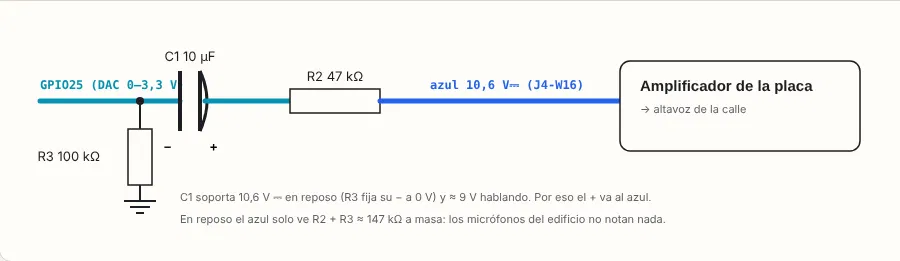 C1 10 µF
GPIO25 (DAC 0–3,3 V
R2 47 kΩ
azul 10,6 V⎓ (J4-W16)
Amplificador de la placa
→ altavoz de la calle
R3 100 kΩ
− +
C1 soporta 10,6 V ⎓ en reposo (R3 fija su − a 0 V) y ≈ 9 V hablando. Por eso el + va al azul.
En reposo el azul solo ve R2 + R3 ≈ 147 kΩ a masa: los micrófonos del edificio no notan nada.